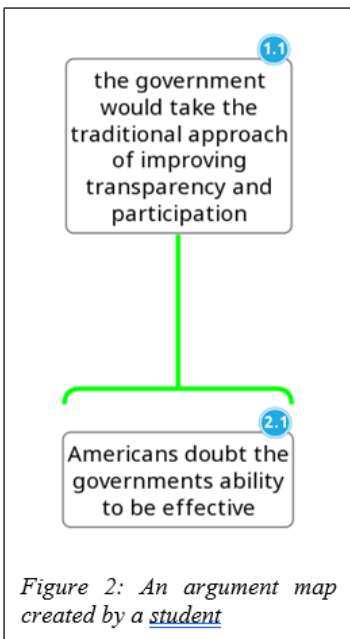 1.1
the government
would take the
traditional approach
of improving
transparency and
participation
2.1
Americans doubt the
governments ability
to be effective
Figure 2: An argument map
created by a student